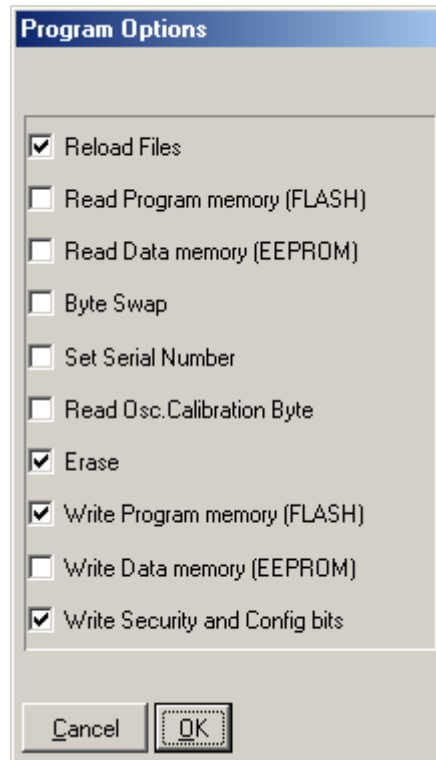 Program Options
Reload Files
Read Program memory (FLASH)
Read Data memory (EEPROM)
Byte Swap
Set Serial Number
Read Osc.Calibration Byte
Erase
Write Program memory (FLASH)
Write Data memory (EEPROM)
Write Security and Config bits
Cancel OK